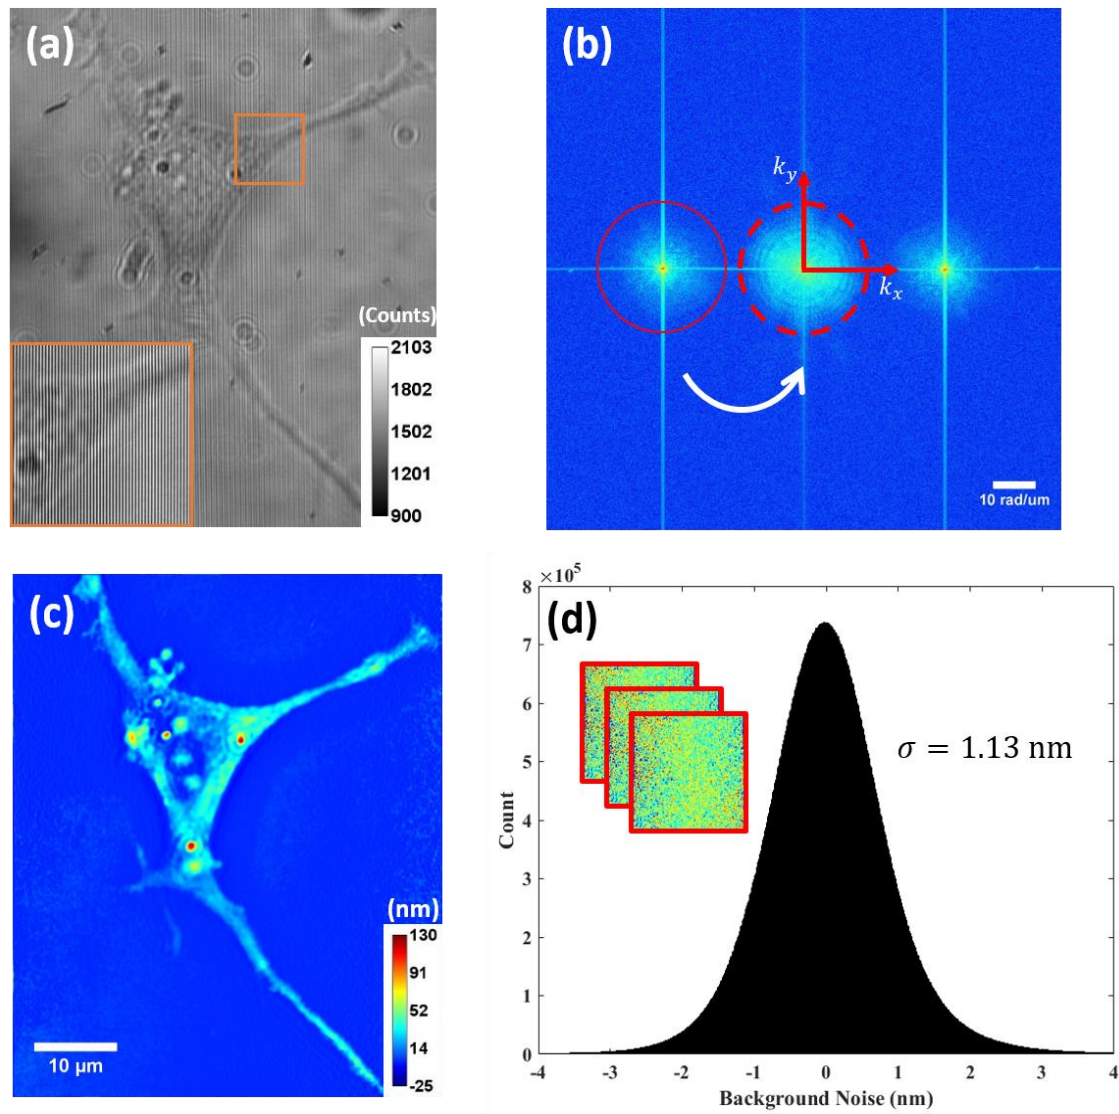 (a)
(Counts)
2103
1802
1502
1201
900
(b)
k_y
k_x
10 rad/um
(c)
(nm)
130
91
52
14
-25
10 μm
×10^5
(d)
8
7
6
5
4
3
2
1
0
Count
σ = 1.13 nm
-4 -3 -2 -1 0 1 2 3 4
Background Noise (nm)